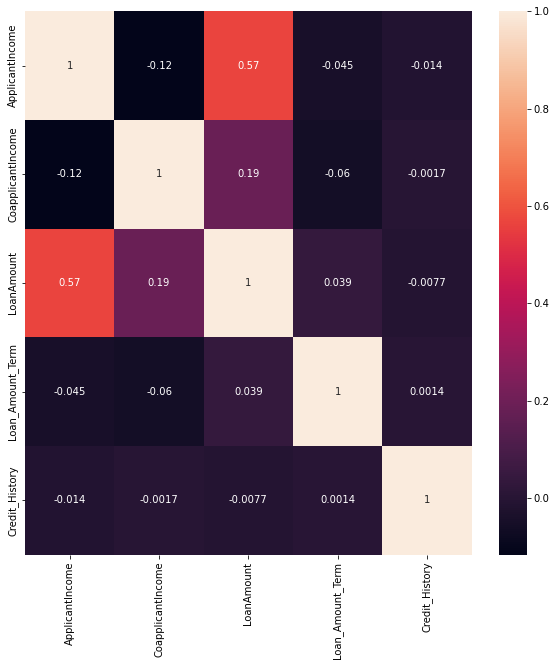 ApplicantIncome 1 -0.12 0.57 -0.045 -0.014
CoapplicantIncome -0.12 1 0.19 -0.06 -0.0017
LoanAmount 0.57 0.19 1 0.039 -0.0077
Loan_Amount_Term -0.045 -0.06 0.039 1 0.0014
Credit_History -0.014 -0.0017 -0.0077 0.0014 1
ApplicantIncome
CoapplicantIncome
LoanAmount
Loan_Amount_Term
Credit_History
1.0
0.8
0.6
0.4
0.2
0.0